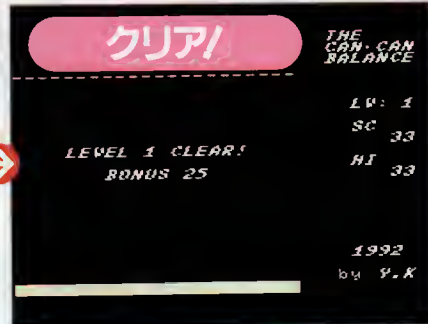 クリア!
THE
CAN・CAN
BALANCE
LV: 1
SC
33
HI
33
LEVEL 1 CLEAR!
BONUS 25
1992
by Y.K